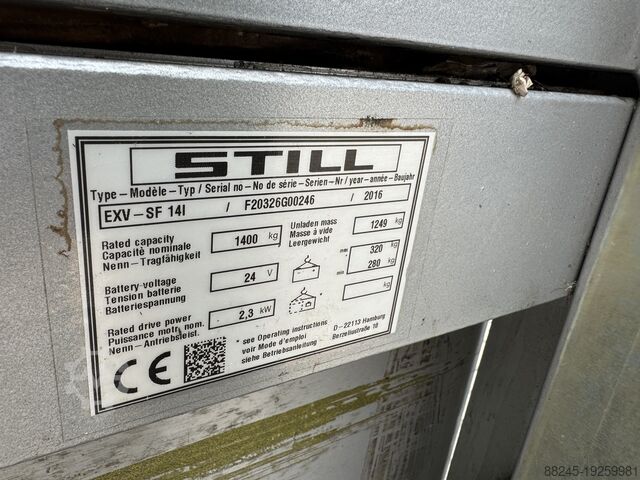 STILL
Type – Modèle – Typ / Serial no – No de série – Serien – Nr / year – année – Baujahr
EXV – SF 14I / F20326G00246 / 2016
Rated capacity
Capacité nominale
Nenn – Tragfähigkeit
1400 kg
Unladen mass
Masse à vide
Leergewicht
1249 kg
Battery voltage
Tension batterie
Batteriespannung
24 V
max 320 kg
min 280 kg
Rated drive power
Puissance motr. nom.
Nenn – Antriebsleist.
2,3 kW
kg
* see Operating instructions
voir Mode d'emploi
siehe Betriebsanleitung
D – 22113 Hamburg
Berzeliusstraße 10
CE
88245-19259981